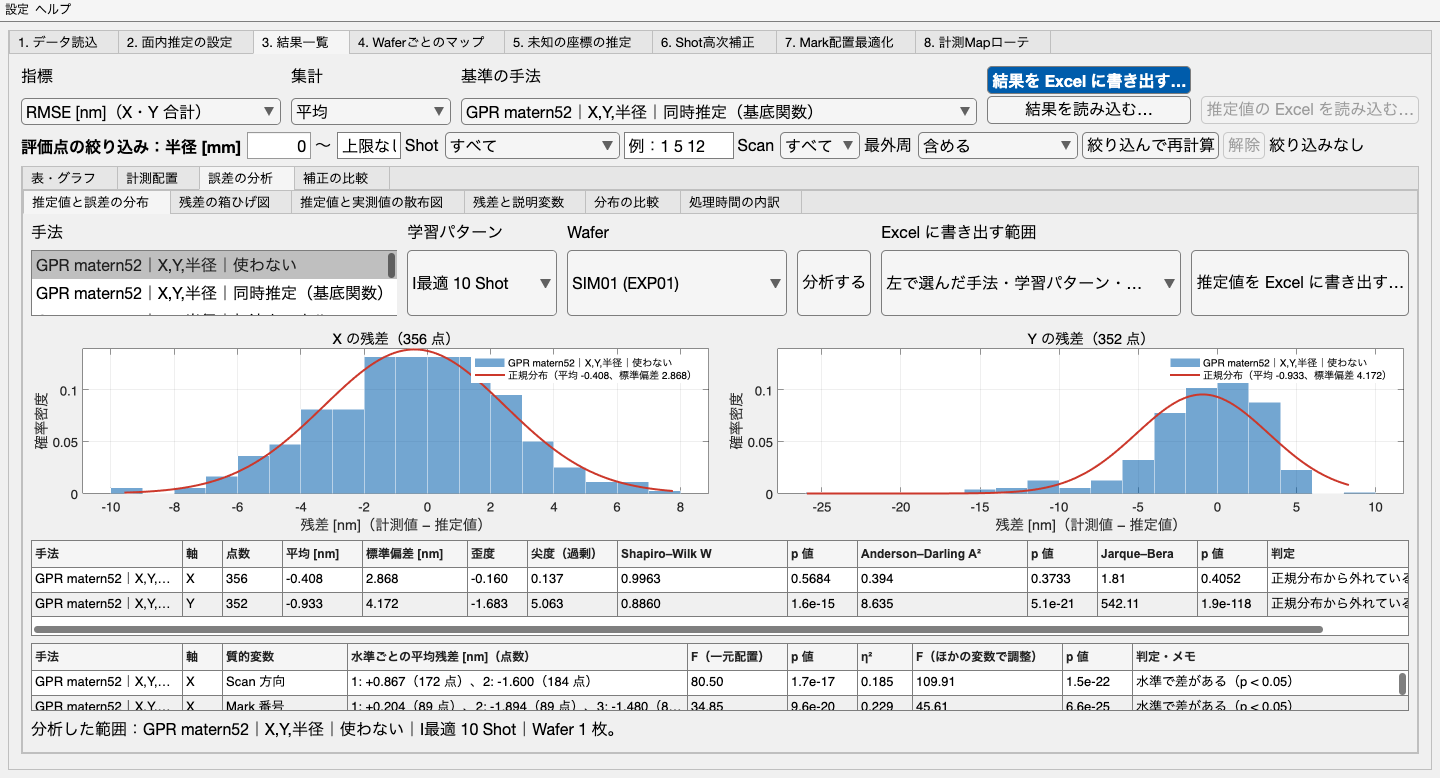 設定 ヘルプ
1. データ読込 2. 面内推定の設定 3. 結果一覧 4. Waferごとのマップ 5. 未知の座標の推定 6. Shot高次補正 7. Mark配置最適化 8. 計測Mapローテ
指標 集計 基準の手法
結果を Excel に書き出す...
RMSE [nm]（X・Y 合計） 平均 GPR matern52｜X,Y,半径｜同時推定（基底関数） 結果を読み込む... 推定値の Excel を読み込む...
評価点の絞り込み：半径 [nm] 0 〜 上限なし Shot すべて 例：1 5 12 Scan すべて 最外周 含める 絞り込んで再計算 解除 絞り込みなし
表・グラフ 計測配置 誤差の分析 補正の比較
推定値と誤差の分布 残差の箱ひげ図 推定値と実測値の散布図 残差と説明変数 分布の比較 処理時間の内訳
手法 学習パターン Wafer Excel に書き出す範囲
GPR matern52｜X,Y,半径｜使わない
GPR matern52｜X,Y,半径｜同時推定（基底関数）
I最適 10 Shot SIM01 (EXP01) 分析する 左で選んだ手法・学習パターン・... 推定値を Excel に書き出す...
X の残差（356 点）
GPR matern52｜X,Y,半径｜使わない
正規分布（平均 -0.408、標準偏差 2.868）
確率密度
0.1
0.05
0
-10 -8 -6 -4 -2 0 2 4 6 8
残差 [nm]（計測値 − 推定値）
Y の残差（352 点）
GPR matern52｜X,Y,半径｜使わない
正規分布（平均 -0.933、標準偏差 4.172）
確率密度
0.1
0.05
0
-25 -20 -15 -10 -5 0 5 10
残差 [nm]（計測値 − 推定値）
手法 軸 点数 平均 [nm] 標準偏差 [nm] 歪度 尖度（過剰） Shapiro–Wilk W p 値 Anderson–Darling A² p 値 Jarque–Bera p 値 判定
GPR matern52｜X,Y,... X 356 -0.408 2.868 -0.160 0.137 0.9963 0.5684 0.394 0.3733 1.81 0.4052 正規分布から外れている
GPR matern52｜X,Y,... Y 352 -0.933 4.172 -1.683 5.063 0.8860 1.6e-15 8.635 5.1e-21 542.11 1.9e-118 正規分布から外れている
手法 軸 質的変数 水準ごとの平均残差 [nm]（点数） F（一元配置） p 値 η² F（ほかの変数で調整） p 値 判定・メモ
GPR matern52｜X,Y,... X Scan 方向 1: +0.867（172 点）、2: -1.600（184 点） 80.50 1.7e-17 0.185 109.91 1.5e-22 水準で差がある（p < 0.05）
GPR matern52｜X,Y,... X Mark 番号 1: +0.204（89 点）、2: -1.894（89 点）、3: -1.480（8... 34.85 9.6e-20 0.229 45.61 6.6e-25 水準で差がある（p < 0.05）
分析した範囲：GPR matern52｜X,Y,半径｜使わない｜I最適 10 Shot｜Wafer 1 枚。